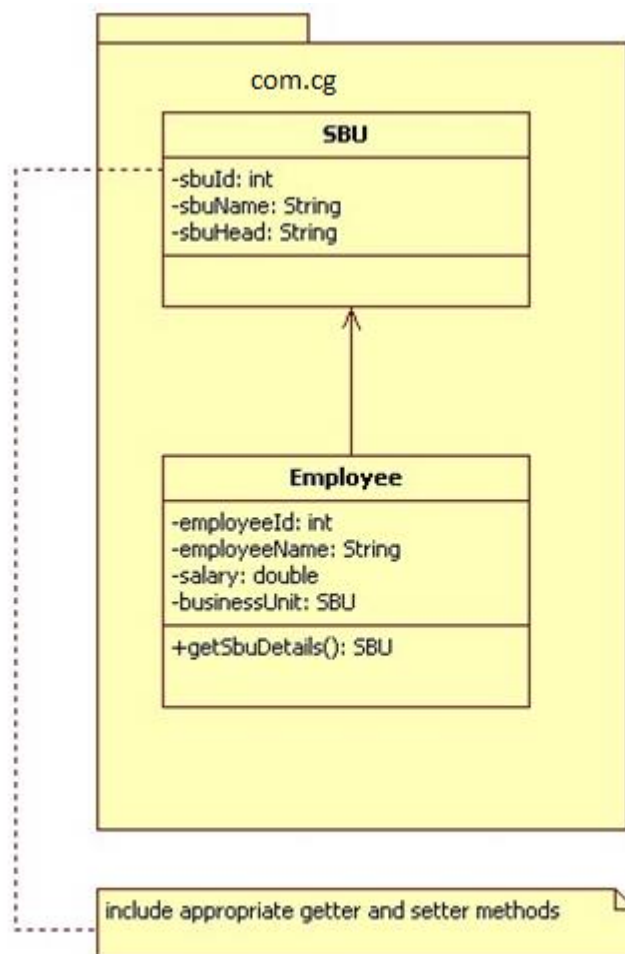 com.cg
SBU
-sbuId: int
-sbuName: String
-sbuHead: String
Employee
-employeeId: int
-employeeName: String
-salary: double
-businessUnit: SBU
+getSbuDetails(): SBU
include appropriate getter and setter methods